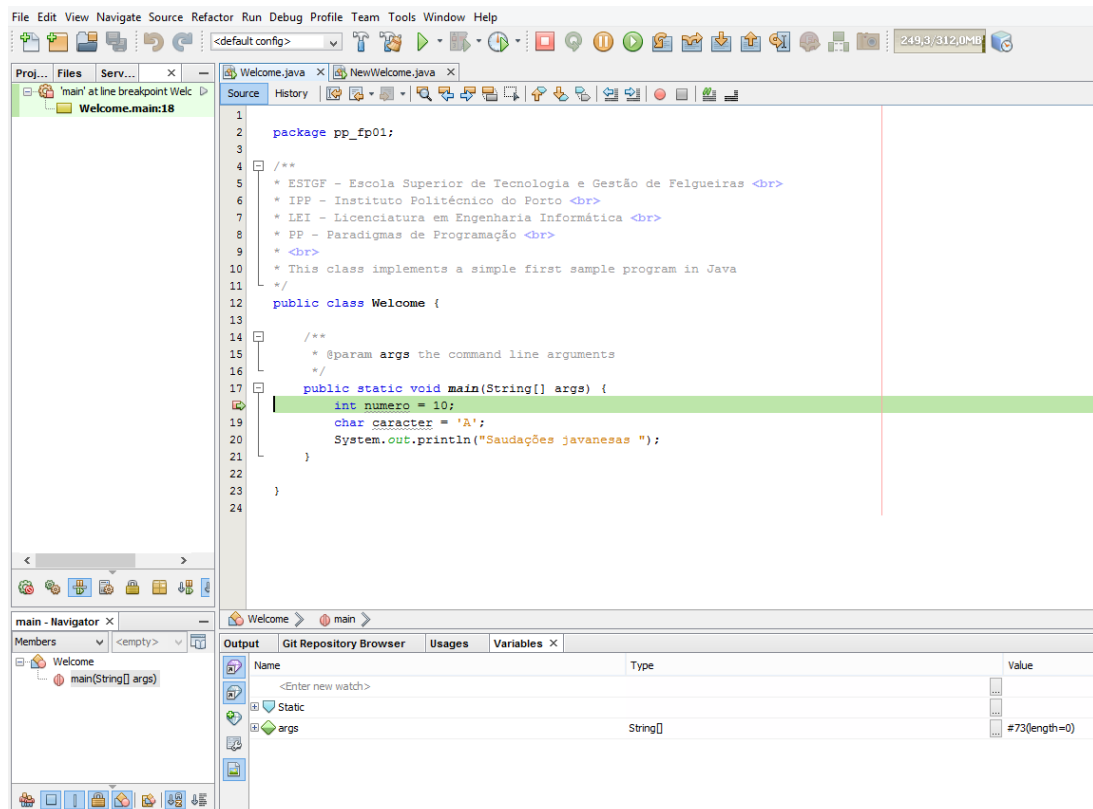 File Edit View Navigate Source Refactor Run Debug Profile Team Tools Window Help
<default config>
249,3/312,0MB
Proj... Files Serv...
'main' at line breakpoint Welc
Welcome.main:18
Welcome.java NewWelcome.java
Source History
1
2 package pp_fp01;
3
4 /**
5 * ESTGF - Escola Superior de Tecnologia e Gestão de Felgueiras <br>
6 * IPP - Instituto Politécnico do Porto <br>
7 * LEI - Licenciatura em Engenharia Informática <br>
8 * PP - Paradigmas de Programação <br>
9 * <br>
10 * This class implements a simple first sample program in Java
11 */
12 public class Welcome {
13
14 /**
15 * @param args the command line arguments
16 */
17 public static void main(String[] args) {
int numero = 10;
19 char caracter = 'A';
20 System.out.println("Saudações javanesas ");
21 }
22
23 }
24
Welcome main
main - Navigator
Members <empty>
Welcome
main(String[] args)
Output Git Repository Browser Usages Variables
Name Type Value
<Enter new watch>
Static
args String[] #73(length=0)